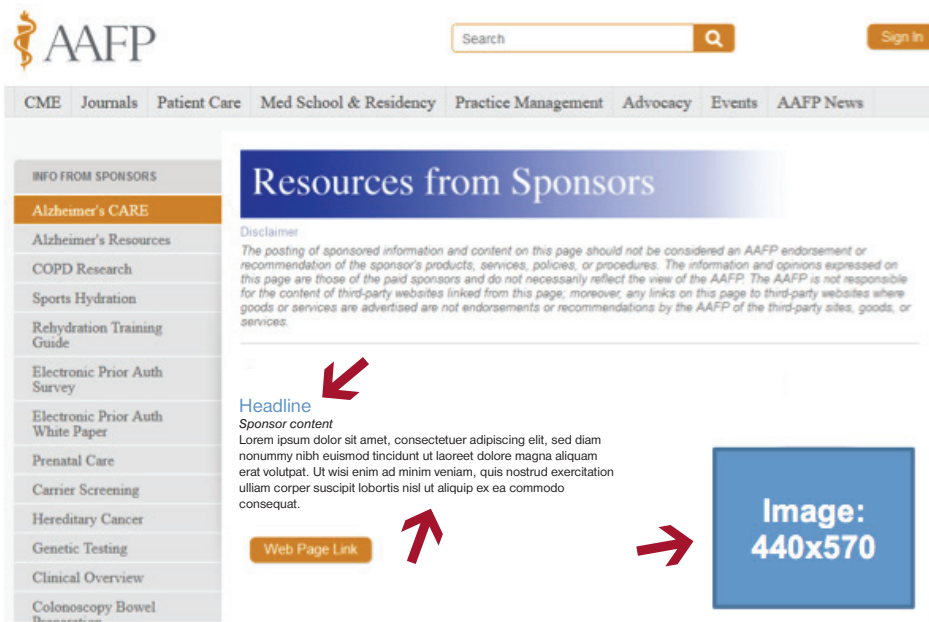 AAFP
Search
Sign In
CME Journals Patient Care Med School & Residency Practice Management Advocacy Events AAFP News
INFO FROM SPONSORS
Alzheimer's CARE
Alzheimer's Resources
COPD Research
Sports Hydration
Rehydration Training
Guide
Electronic Prior Auth
Survey
Electronic Prior Auth
White Paper
Prenatal Care
Carrier Screening
Hereditary Cancer
Genetic Testing
Clinical Overview
Colonoscopy Bowel
Preparation
Resources from Sponsors
Disclaimer
The posting of sponsored information and content on this page should not be considered an AAFP endorsement or
recommendation of the sponsor's products, services, policies, or procedures. The information and opinions expressed on
this page are those of the paid sponsors and do not necessarily reflect the view of the AAFP. The AAFP is not responsible
for the content of third-party websites linked from this page; moreover, any links on this page to third-party websites where
goods or services are advertised are not endorsements or recommendations by the AAFP of the third-party sites, goods, or
services.
Headline
Sponsor content
Lorem ipsum dolor sit amet, consectetuer adipiscing elit, sed diam
nonummy nibh euismod tincidunt ut laoreet dolore magna aliquam
erat volutpat. Ut wisi enim ad minim veniam, quis nostrud exercitation
ulliam corper suscipit lobortis nisl ut aliquip ex ea commodo
consequat.
Web Page Link
Image:
440x570